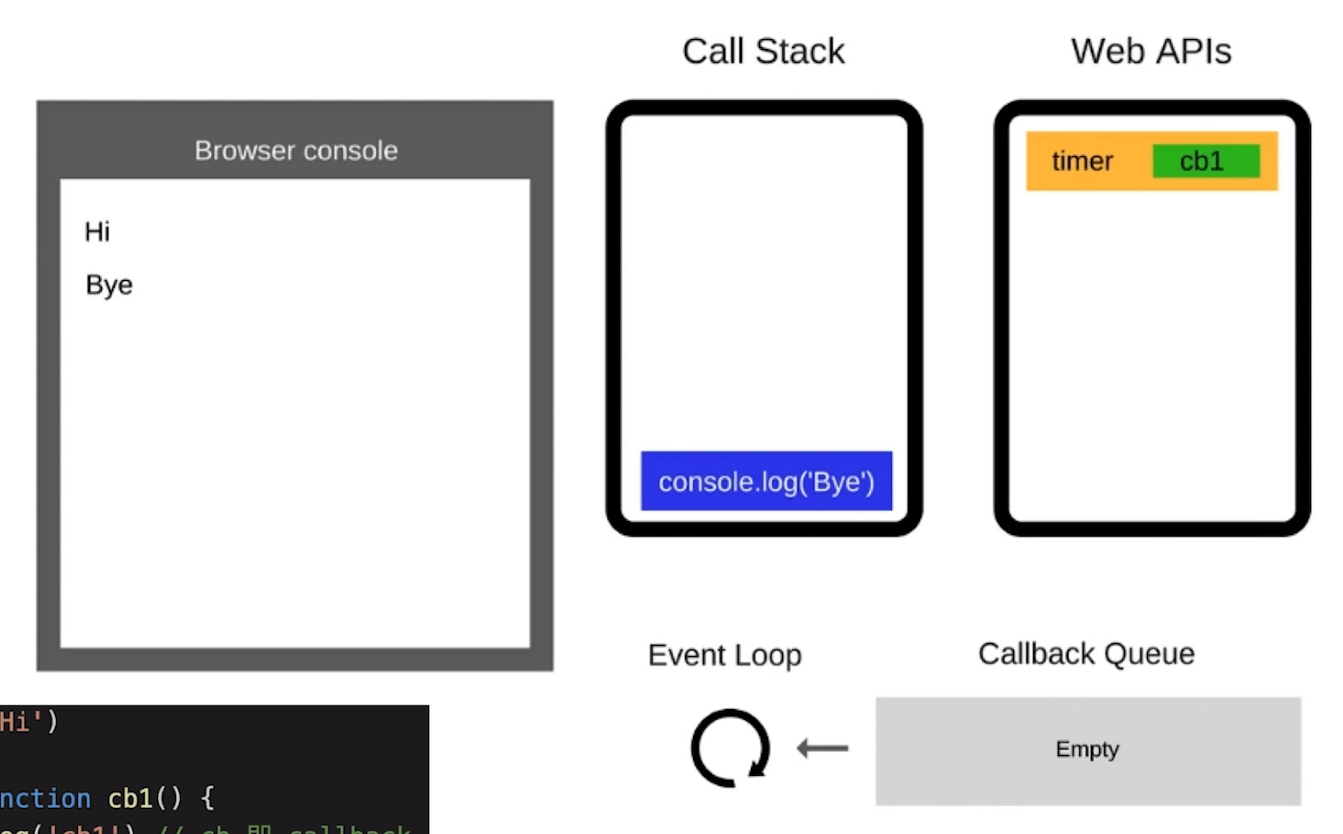 Call Stack
Web APIs
Browser console
Hi
Bye
timer
cb1
console.log('Bye')
Event Loop
Callback Queue
Empty
Hi')
nction cb1() {
og('cb1') // cb 即 callback